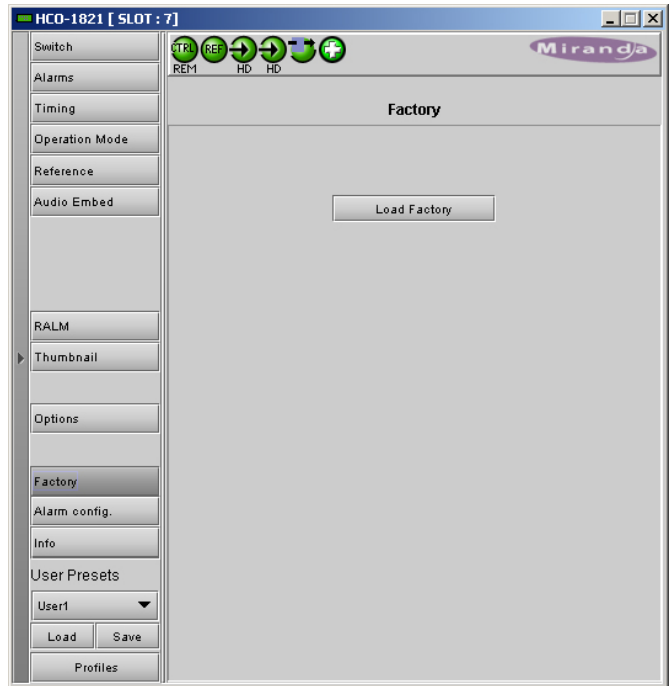 HCO-1821 [ SLOT : 7]
Switch
Alarms
Timing
Operation Mode
Reference
Audio Embed
RALM
Thumbnail
Options
Factory
Alarm config.
Info
User Presets
User1
Load Save
Profiles
CTRL REF
REM HD HD
Miranda
Factory
Load Factory